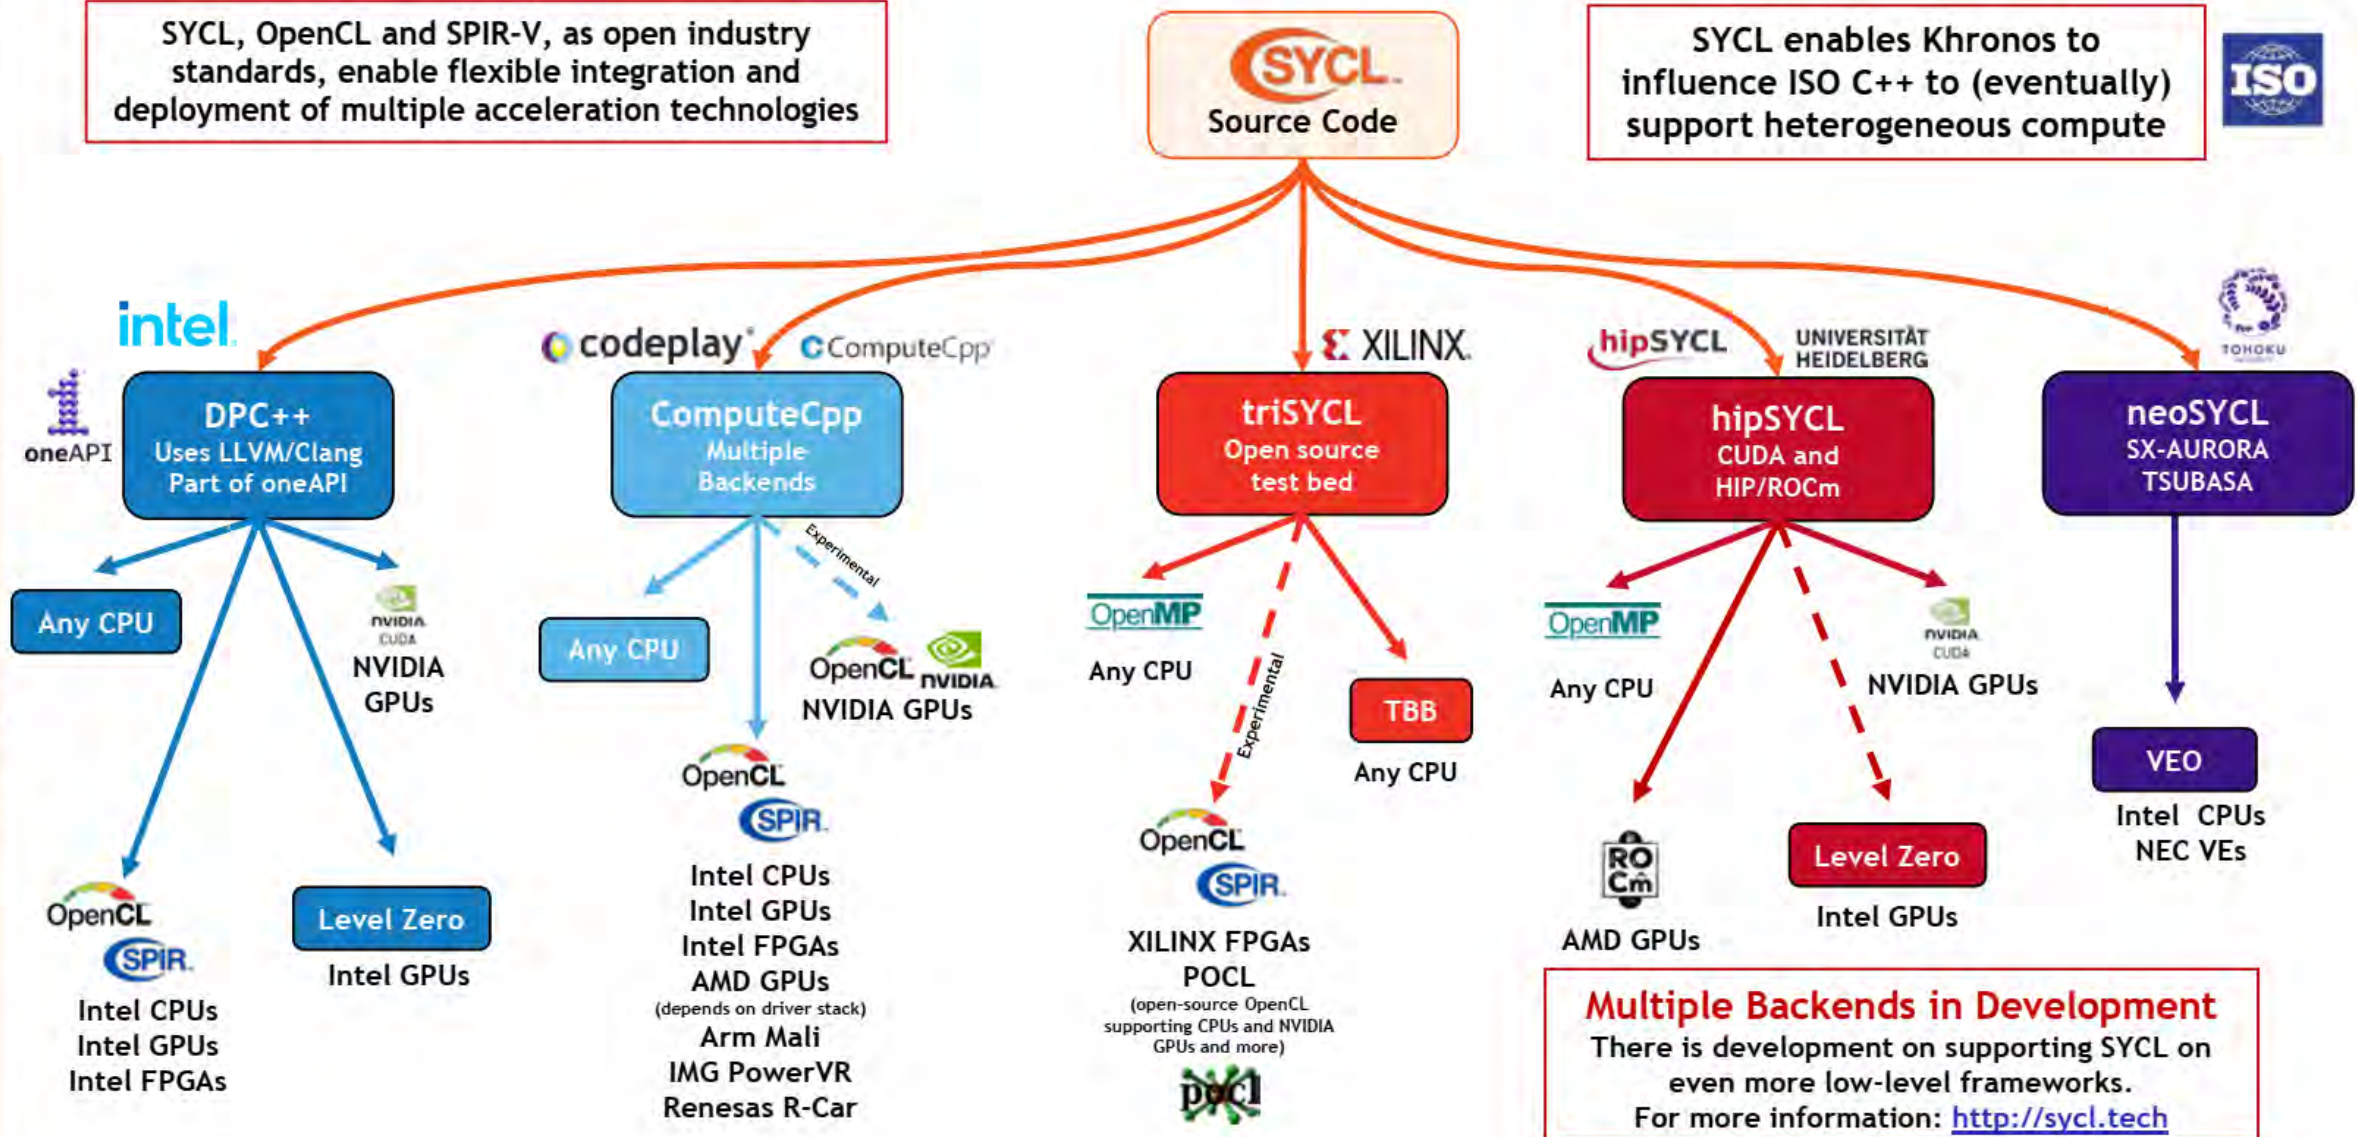 SYCL, OpenCL and SPIR-V, as open industry
standards, enable flexible integration and
deployment of multiple acceleration technologies
SYCL™
Source Code
SYCL enables Khronos to
influence ISO C++ to (eventually)
support heterogeneous compute
ISO
intel.
oneAPI
DPC++
Uses LLVM/Clang
Part of oneAPI
Any CPU
NVIDIA
CUDA
NVIDIA
GPUs
OpenCL
SPIR.
Intel CPUs
Intel GPUs
Intel FPGAs
Level Zero
Intel GPUs
codeplay
ComputeCpp
ComputeCpp
Multiple
Backends
Experimental
Any CPU
OpenCL
NVIDIA
NVIDIA GPUs
OpenCL
SPIR.
Intel CPUs
Intel GPUs
Intel FPGAs
AMD GPUs
(depends on driver stack)
Arm Mali
IMG PowerVR
Renesas R-Car
XILINX.
triSYCL
Open source
test bed
OpenMP
Any CPU
Experimental
TBB
Any CPU
OpenCL
SPIR.
XILINX FPGAs
POCL
(open-source OpenCL
supporting CPUs and NVIDIA
GPUs and more)
pocl
hipSYCL
UNIVERSITÄT
HEIDELBERG
hipSYCL
CUDA and
HIP/ROCm
OpenMP
Any CPU
NVIDIA
CUDA
NVIDIA GPUs
RO
Cm
AMD GPUs
Level Zero
Intel GPUs
TOHOKU
neoSYCL
SX-AURORA
TSUBASA
VEO
Intel CPUs
NEC VEs
Multiple Backends in Development
There is development on supporting SYCL on
even more low-level frameworks.
For more information: http://sycl.tech